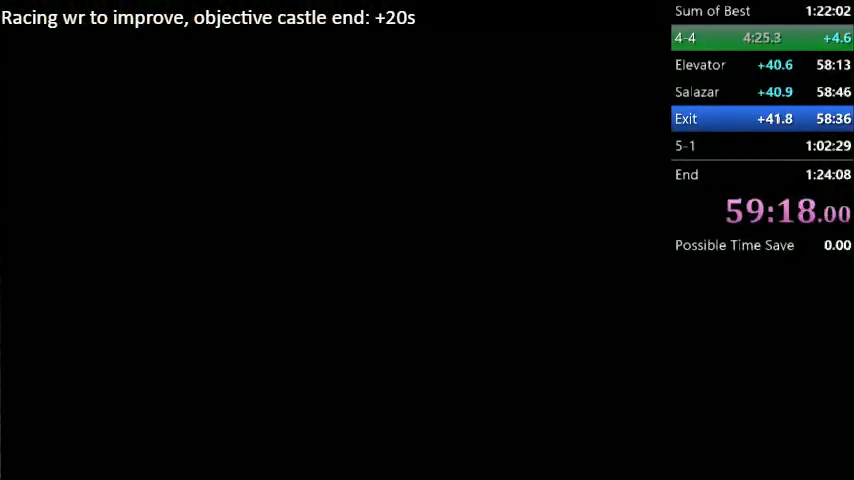 Racing wr to improve, objective castle end: +20s
Sum of Best 1:22:02
4-4 4:25.3 +4.6
Elevator +40.6 58:13
Salazar +40.9 58:46
Exit +41.8 58:36
5-1 1:02:29
End 1:24:08
59:18.00
Possible Time Save 0.00